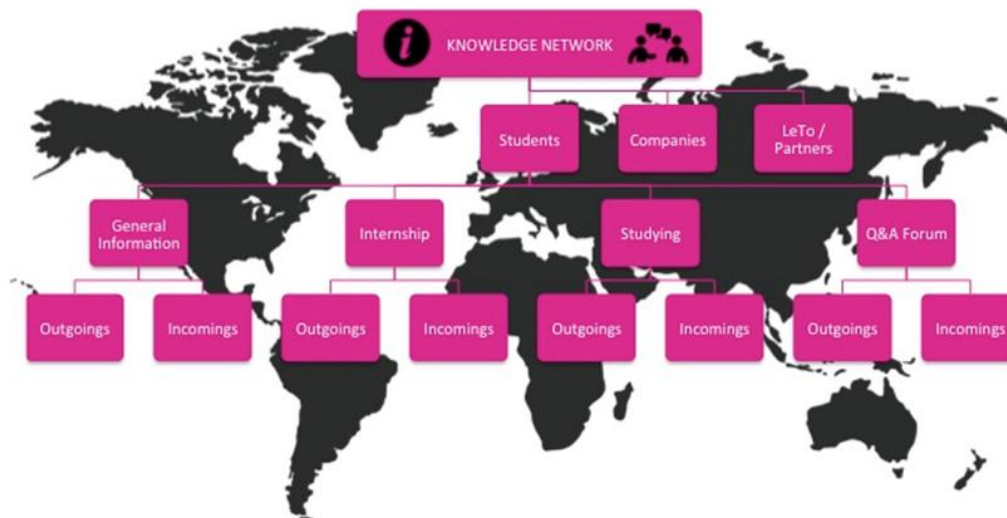 KNOWLEDGE NETWORK
Students
Companies
LeTo /
Partners
General
Information
Internship
Studying
Q&A Forum
Outgoings
Incomings
Outgoings
Incomings
Outgoings
Incomings
Outgoings
Incomings